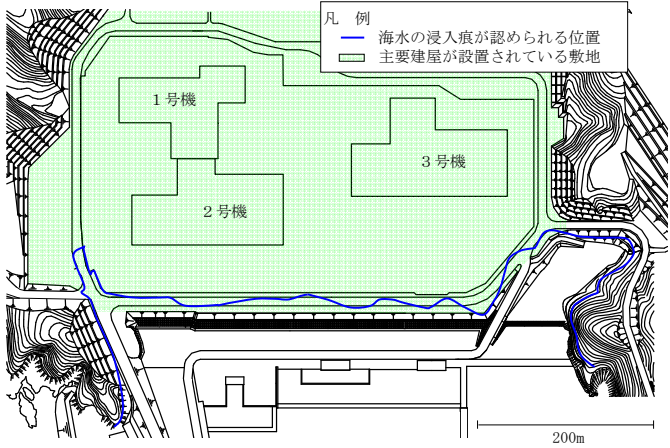 凡 例
海水の浸入痕が認められる位置
主要建屋が設置されている敷地
1号機
3号機
2号機
200m